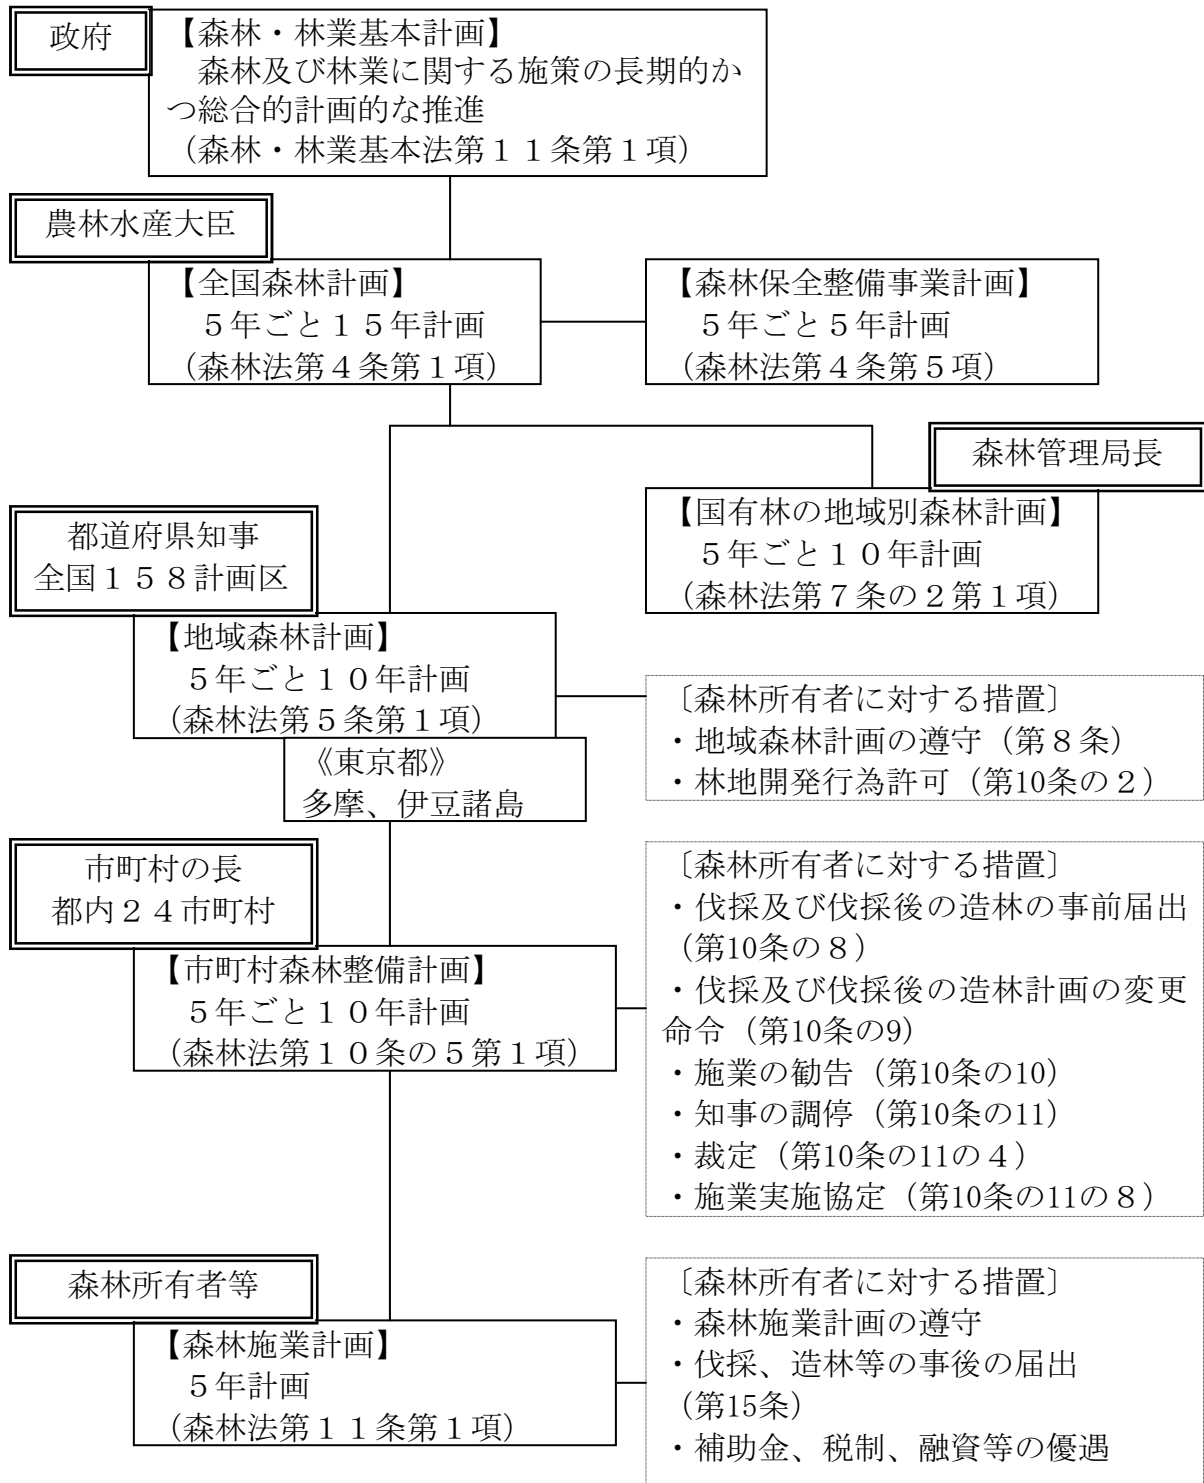 政府
【森林・林業基本計画】
森林及び林業に関する施策の長期的か
つ総合的計画的な推進
（森林・林業基本法第１１条第１項）
農林水産大臣
【全国森林計画】
５年ごと１５年計画
（森林法第４条第１項）
【森林保全整備事業計画】
５年ごと５年計画
（森林法第４条第５項）
森林管理局長
【国有林の地域別森林計画】
５年ごと１０年計画
（森林法第７条の２第１項）
都道府県知事
全国１５８計画区
【地域森林計画】
５年ごと１０年計画
（森林法第５条第１項）
《東京都》
多摩、伊豆諸島
〔森林所有者に対する措置〕
・地域森林計画の遵守（第８条）
・林地開発行為許可（第10条の２）
市町村の長
都内２４市町村
【市町村森林整備計画】
５年ごと１０年計画
（森林法第１０条の５第１項）
〔森林所有者に対する措置〕
・伐採及び伐採後の造林の事前届出
（第10条の８）
・伐採及び伐採後の造林計画の変更
命令（第10条の9）
・施業の勧告（第10条の10）
・知事の調停（第10条の11）
・裁定（第10条の11の４）
・施業実施協定（第10条の11の８）
森林所有者等
【森林施業計画】
５年計画
（森林法第１１条第１項）
〔森林所有者に対する措置〕
・森林施業計画の遵守
・伐採、造林等の事後の届出
（第15条）
・補助金、税制、融資等の優遇